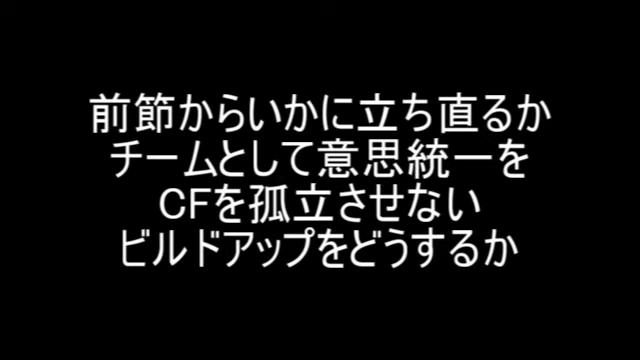 前節からいかに立ち直るか
チームとして意思統一を
CFを孤立させない
ビルドアップをどうするか